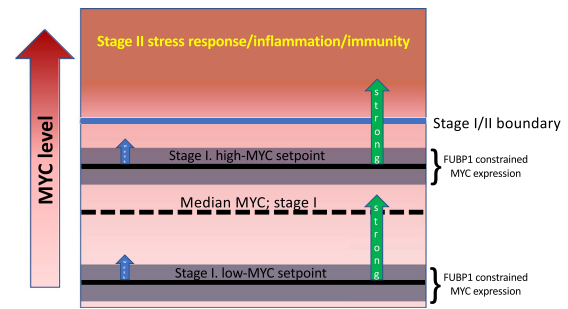 Stage II stress response/inflammation/immunity
MYC level
strong
Stage I/II boundary
Stage I. high-MYC setpoint
FUBP1 constrained
MYC expression
Median MYC; stage I
strong
Stage I. low-MYC setpoint
FUBP1 constrained
MYC expression